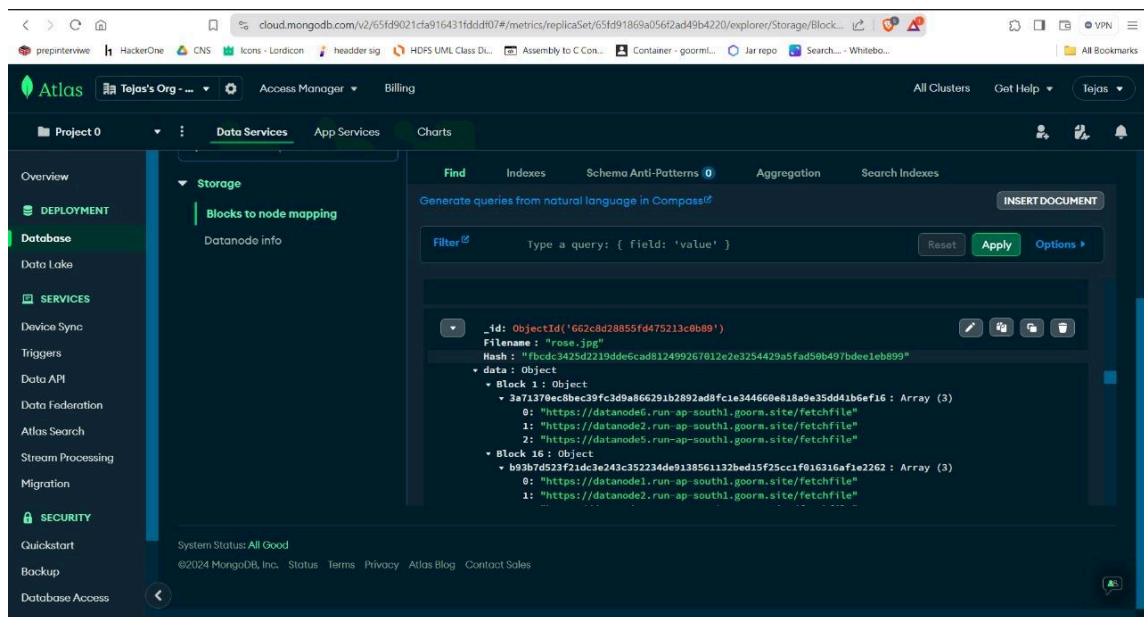 cloud.mongodb.com/v2/65fd9021cfa916431fdddf07#/metrics/replicaSet/65fd91869a056f2ad49b4220/explorer/Storage/Block...
VPN
prepinterviwe HackerOne CNS Icons - Lordicon headder sig HDFS UML Class Di... Assembly to C Con... Container - goorml... Jar repo Search.... - Whitebo... All Bookmarks
Atlas Tejas's Org - ... Access Manager Billing All Clusters Get Help Tejas
Project 0 Data Services App Services Charts
Overview
DEPLOYMENT
Database
Data Lake
SERVICES
Device Sync
Triggers
Data API
Data Federation
Atlas Search
Stream Processing
Migration
SECURITY
Quickstart
Backup
Database Access
Storage
Blocks to node mapping
Datanode info
Find Indexes Schema Anti-Patterns 0 Aggregation Search Indexes
Generate queries from natural language in Compass
INSERT DOCUMENT
Filter Type a query: { field: 'value' } Reset Apply Options
_id: ObjectId('662c8d28855fd475213c0b89')
Filename : "rose.jpg"
Hash : "fbcdc3425d2219dde6cad812499267012e2e3254429a5fad50b497bdee1eb899"
data : Object
Block 1 : Object
3a71370ec8bec39fc3d9a866291b2892ad8fc1e344660e818a9e35dd41b6ef16 : Array (3)
0: "https://datanode6.run-ap-south1.goorm.site/fetchfile"
1: "https://datanode2.run-ap-south1.goorm.site/fetchfile"
2: "https://datanode5.run-ap-south1.goorm.site/fetchfile"
Block 16 : Object
b93b7d523f21dc3e243c352234de9138561132bed15f25cc1f016316af1e2262 : Array (3)
0: "https://datanode1.run-ap-south1.goorm.site/fetchfile"
1: "https://datanode2.run-ap-south1.goorm.site/fetchfile"
System Status: All Good
©2024 MongoDB, Inc. Status Terms Privacy Atlas Blog Contact Sales